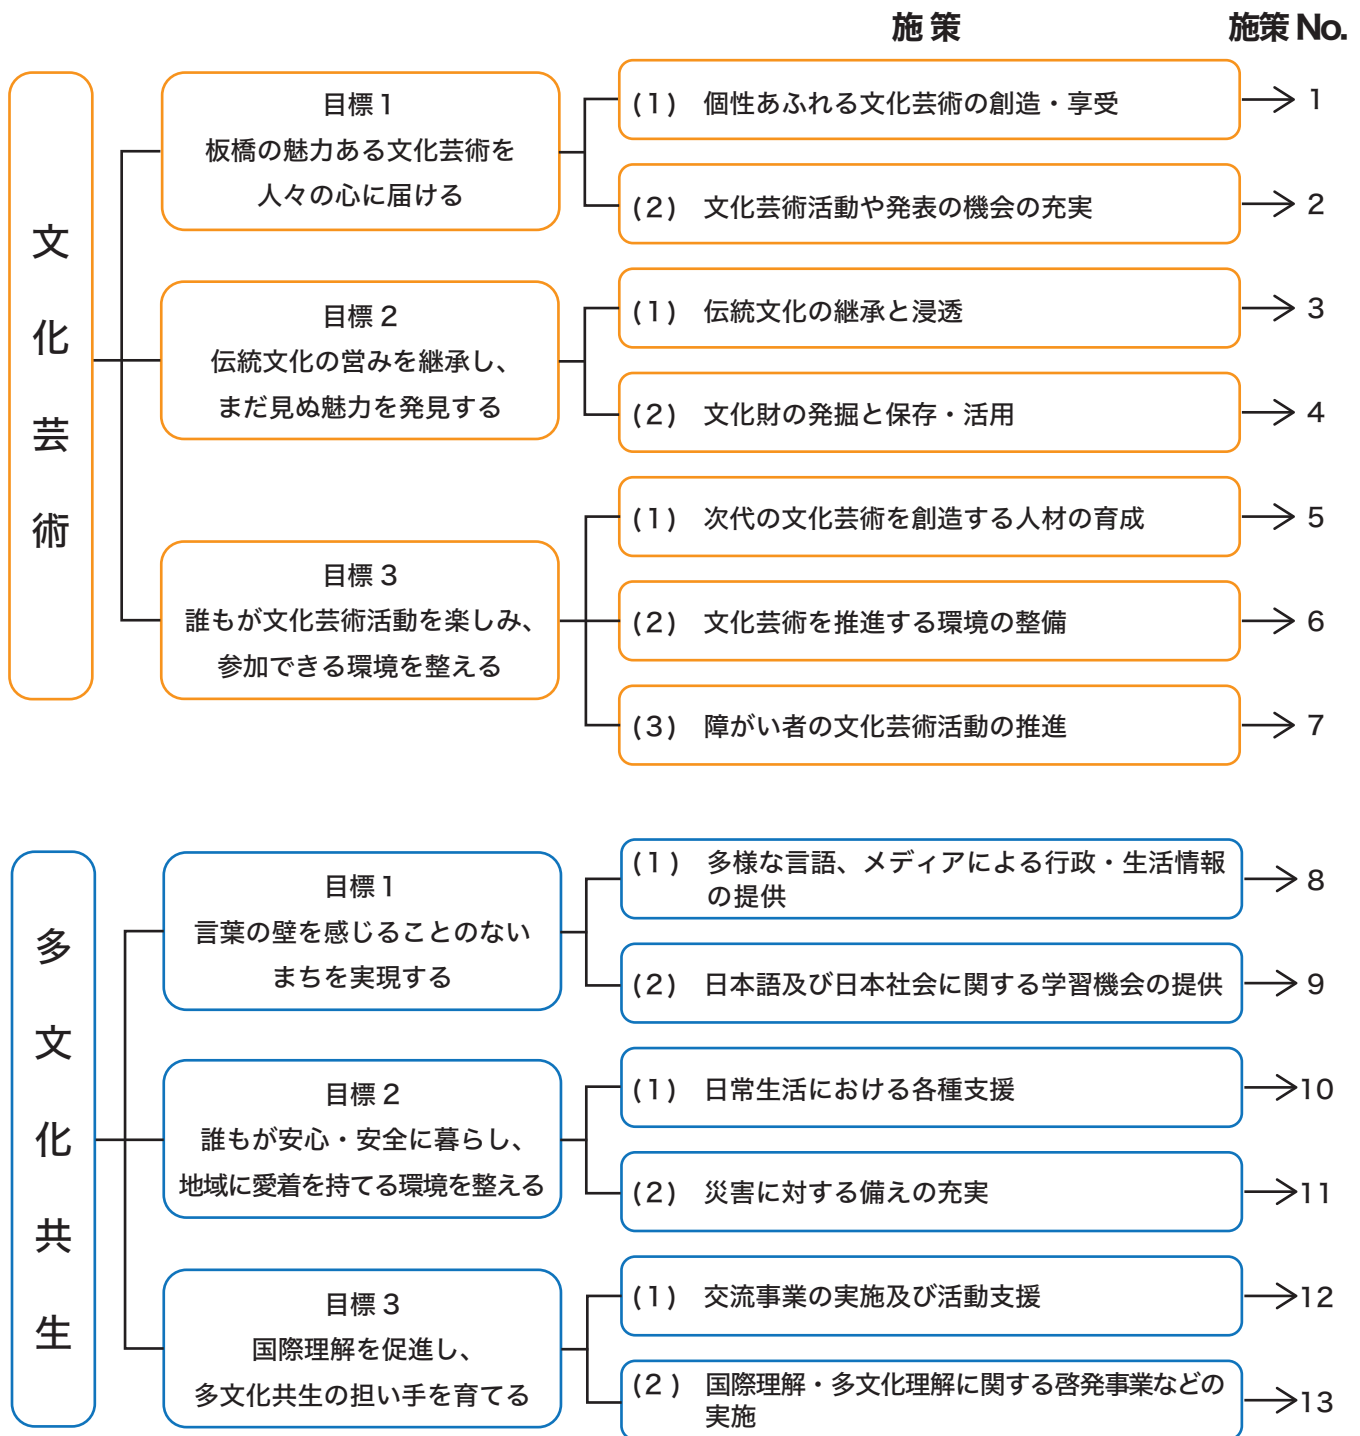 施策 施策 No.
文化芸術
目標 1
板橋の魅力ある文化芸術を
人々の心に届ける
(1) 個性あふれる文化芸術の創造・享受 → 1
(2) 文化芸術活動や発表の機会の充実 → 2
目標 2
伝統文化の営みを継承し、
まだ見ぬ魅力を発見する
(1) 伝統文化の継承と浸透 → 3
(2) 文化財の発掘と保存・活用 → 4
目標 3
誰もが文化芸術活動を楽しみ、
参加できる環境を整える
(1) 次代の文化芸術を創造する人材の育成 → 5
(2) 文化芸術を推進する環境の整備 → 6
(3) 障がい者の文化芸術活動の推進 → 7
多文化共生
目標 1
言葉の壁を感じることのない
まちを実現する
(1) 多様な言語、メディアによる行政・生活情報
の提供 → 8
(2) 日本語及び日本社会に関する学習機会の提供 → 9
目標 2
誰もが安心・安全に暮らし、
地域に愛着を持てる環境を整える
(1) 日常生活における各種支援 → 10
(2) 災害に対する備えの充実 → 11
目標 3
国際理解を促進し、
多文化共生の担い手を育てる
(1) 交流事業の実施及び活動支援 → 12
(2) 国際理解・多文化理解に関する啓発事業などの
実施 → 13